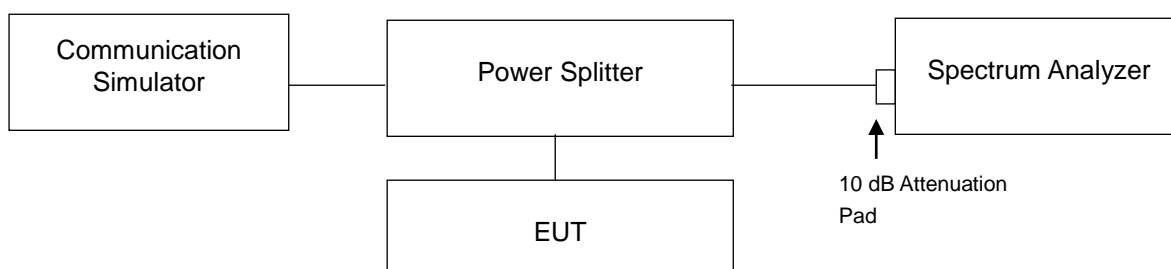 Communication
Simulator
Power Splitter
Spectrum Analyzer
10 dB Attenuation
Pad
EUT